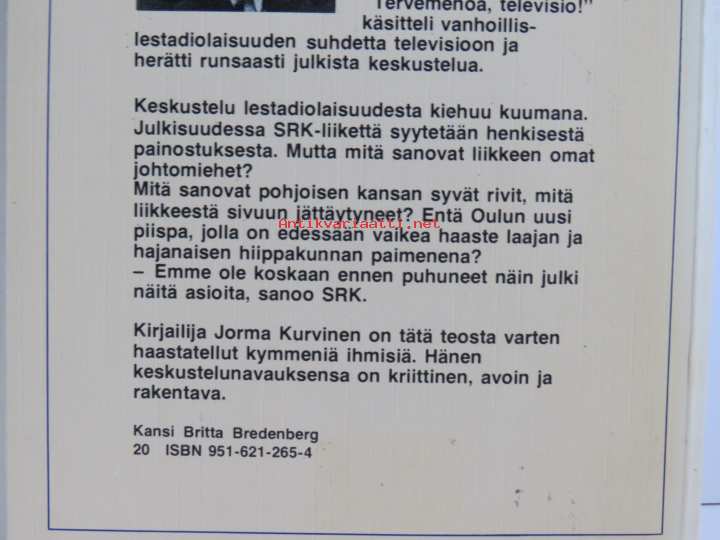 Tervemenoa, televisio!"
käsitteli vanhoillis-
lestadiolaisuuden suhdetta televisioon ja
herätti runsaasti julkista keskustelua.
Keskustelu lestadiolaisuudesta kiehuu kuumana.
Julkisuudessa SRK-liikettä syytetään henkisestä
painostuksesta. Mutta mitä sanovat liikkeen omat
johtomiehet?
Mitä sanovat pohjoisen kansan syvät rivit, mitä
liikkeestä sivuun jättäytyneet? Entä Oulun uusi
Antikvariaatti.net
piispa, jolla on edessään vaikea haaste laajan ja
hajanaisen hiippakunnan paimenena?
– Emme ole koskaan ennen puhuneet näin julki
näitä asioita, sanoo SRK.
Kirjailija Jorma Kurvinen on tätä teosta varten
haastatellut kymmeniä ihmisiä. Hänen
keskustelunavauksensa on kriittinen, avoin ja
rakentava.
Kansi Britta Bredenberg
20 ISBN 951-621-265-4